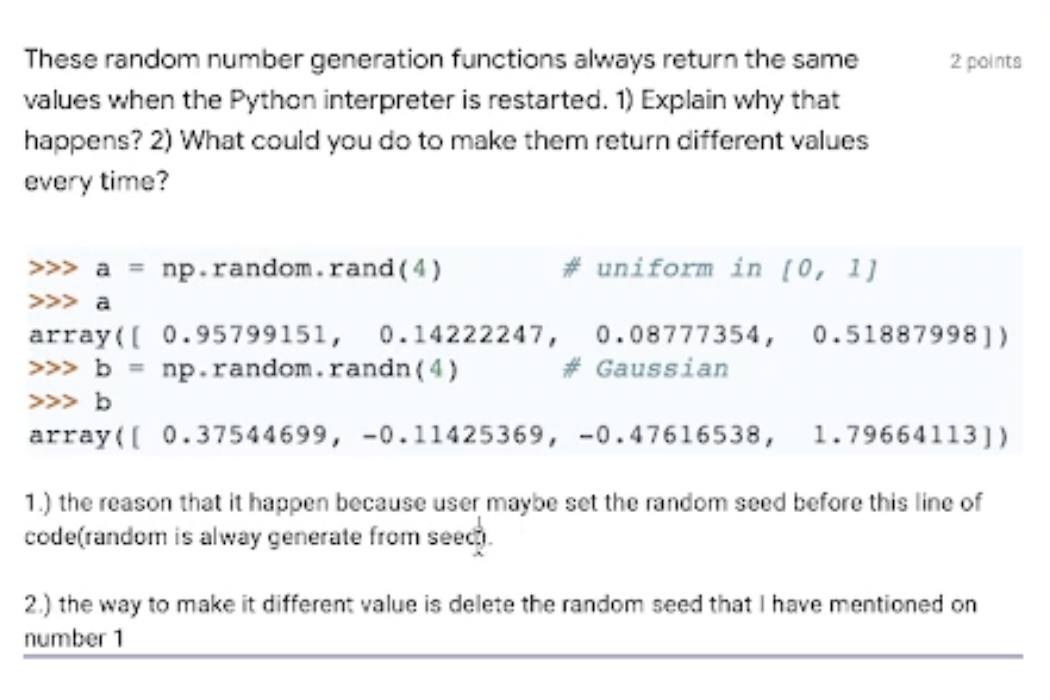 These random number generation functions always return the same
2 points
values when the Python interpreter is restarted. 1) Explain why that
happens? 2) What could you do to make them return different values
every time?
>>> a = np.random.rand(4) # uniform in [0, 1]
>>> a
array([ 0.95799151, 0.14222247, 0.08777354, 0.51887998])
>>> b = np.random.randn(4) # Gaussian
>>> b
array([ 0.37544699, -0.11425369, -0.47616538, 1.79664113])
1.) the reason that it happen because user maybe set the random seed before this line of
code(random is alway generate from seed).
2.) the way to make it different value is delete the random seed that I have mentioned on
number 1